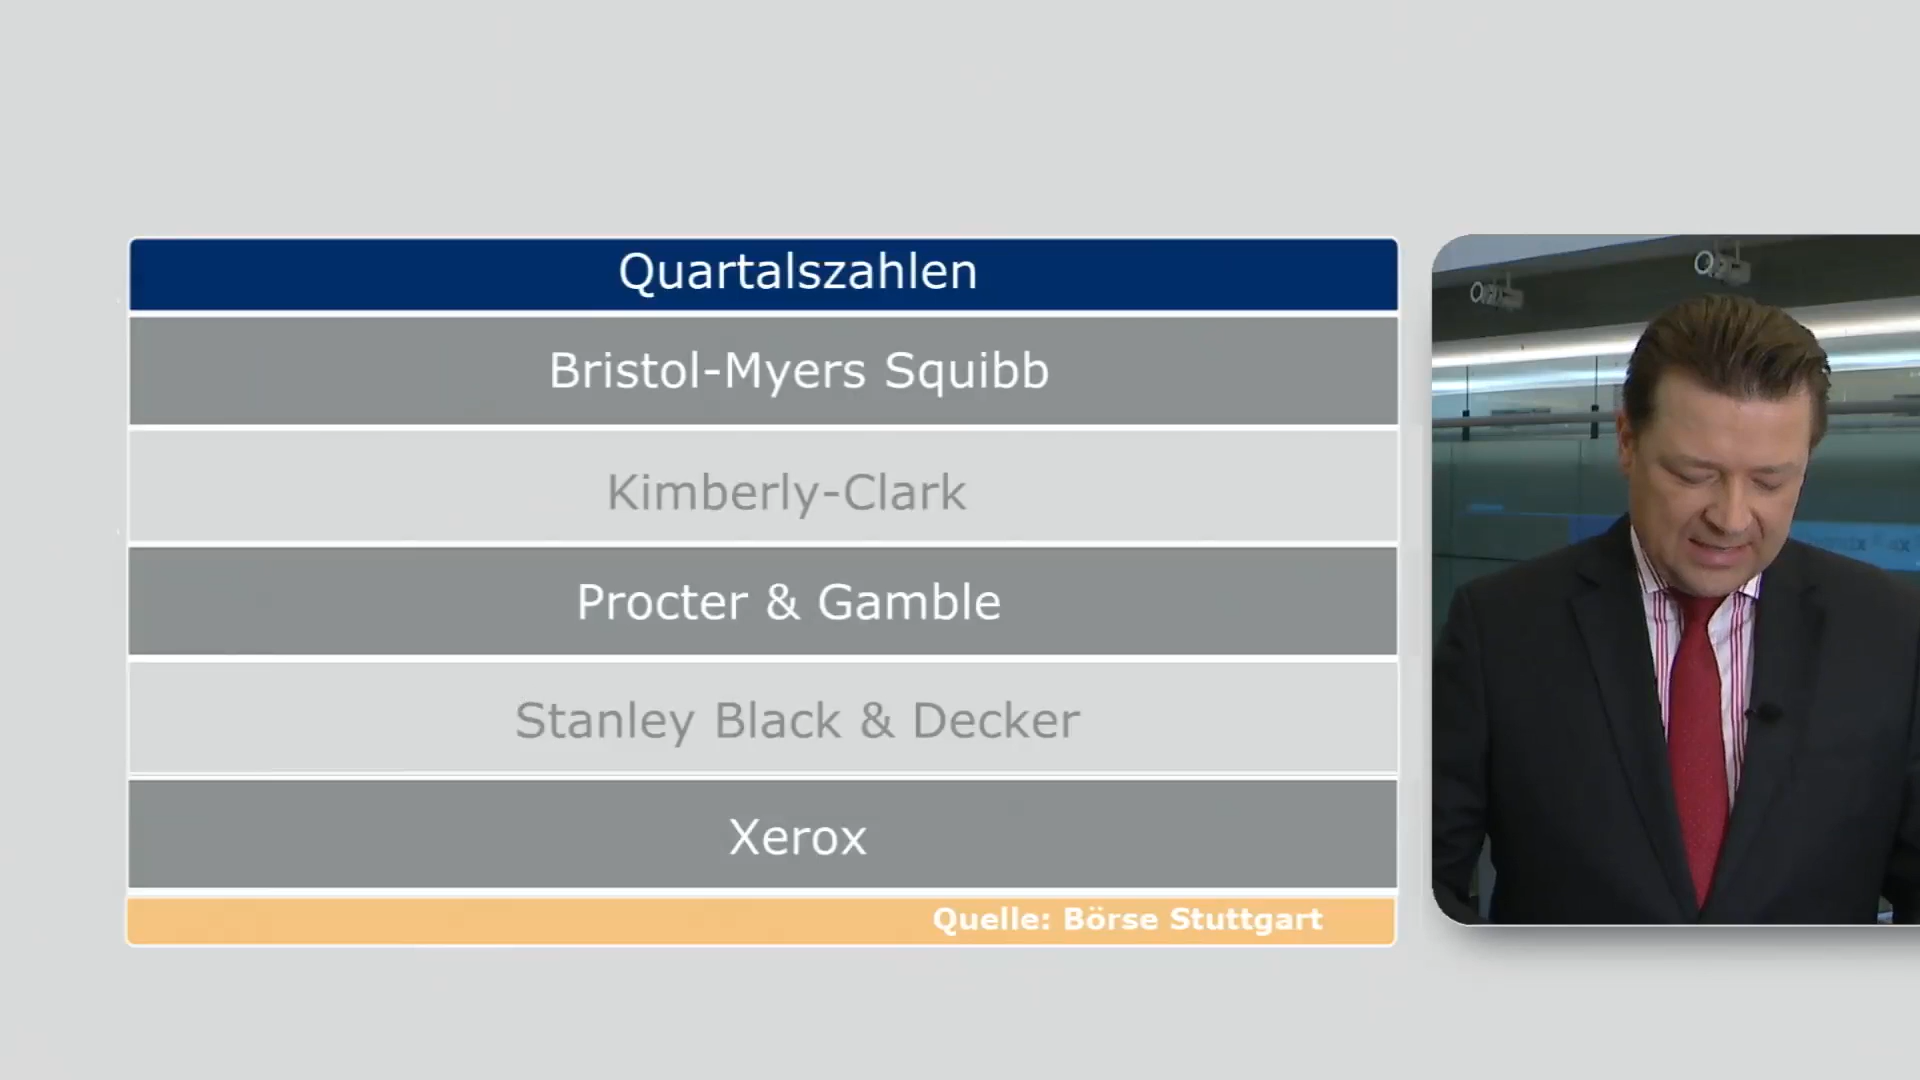 Quartalszahlen
Bristol-Myers Squibb
Kimberly-Clark
Procter & Gamble
Stanley Black & Decker
Xerox
Quelle: Börse Stuttgart